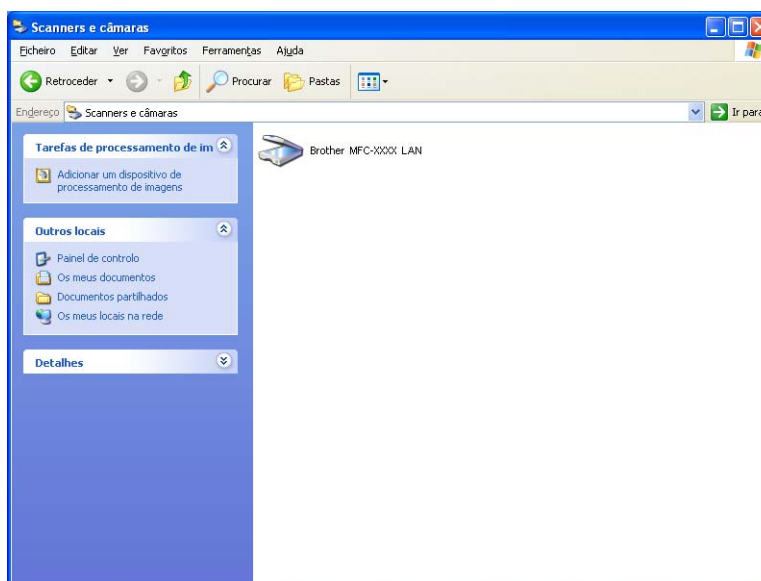 Scanners e câmaras
Ficheiro Editar Ver Favoritos Ferramentas Ajuda
Retroceder Procurar Pastas
Endereço Scanners e câmaras Ir para
Tarefas de processamento de im
Adicionar um dispositivo de
processamento de imagens
Outros locais
Painel de controlo
Os meus documentos
Documentos partilhados
Os meus locais na rede
Detalhes
Brother MFC-XXXX LAN